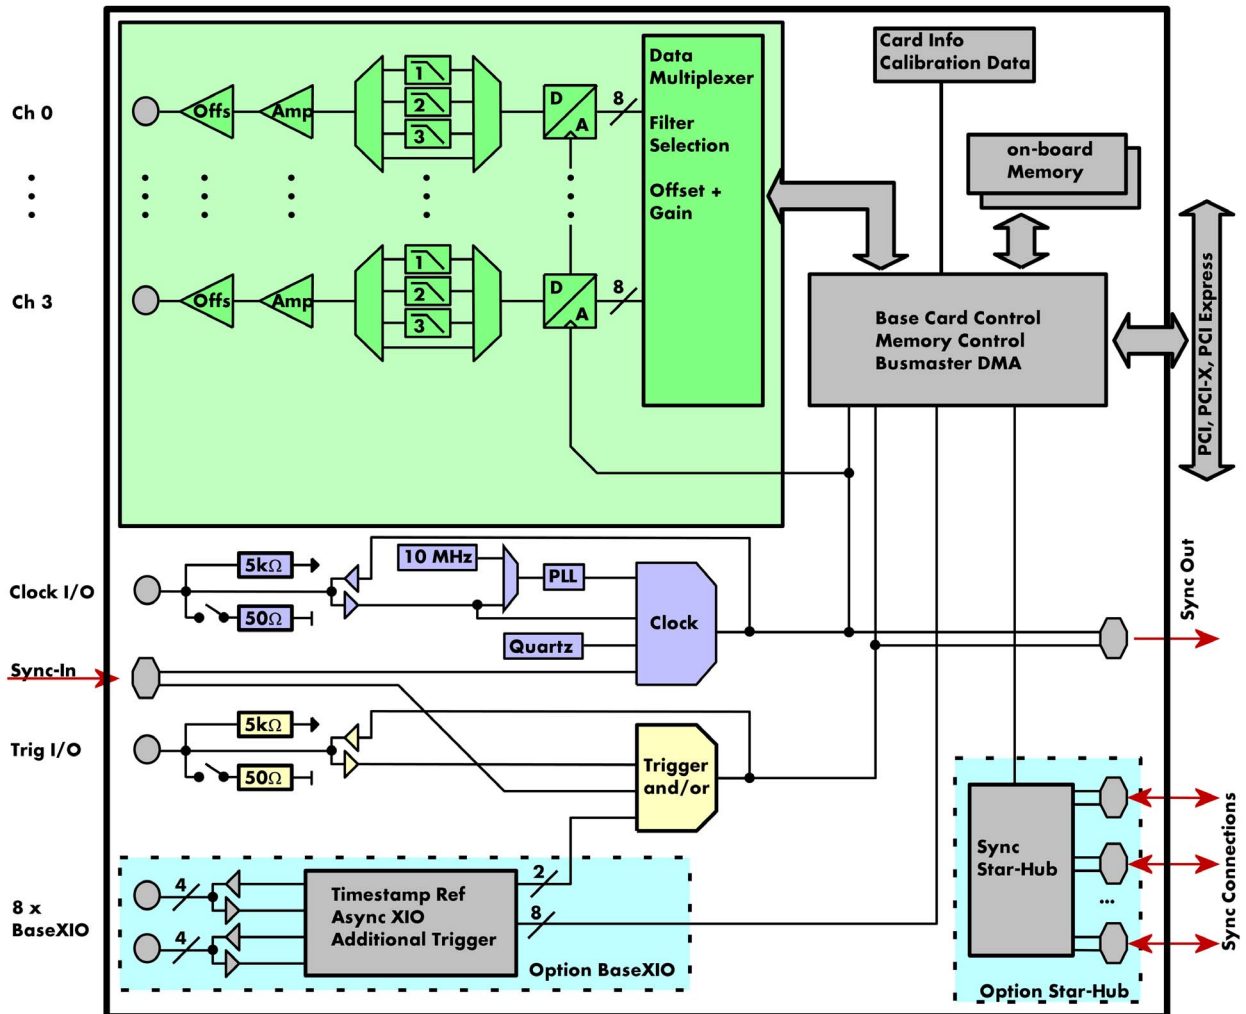 Ch 0
Offs
Amp
1
2
3
D
A
8
Data
Multiplexer
Filter
Selection
Offset +
Gain
Card Info
Calibration Data
on-board
Memory
Ch 3
Offs
Amp
1
2
3
D
A
8
Base Card Control
Memory Control
Busmaster DMA
PCI, PCI-X, PCI Express
Clock I/O
5kΩ
50Ω
10 MHz
PLL
Quartz
Clock
Sync Out
Sync-In
Trig I/O
5kΩ
50Ω
Trigger
and/or
8 x
BaseXIO
4
4
Timestamp Ref
Async XIO
Additional Trigger
2
8
Option BaseXIO
Sync
Star-Hub
...
Option Star-Hub
Sync Connections